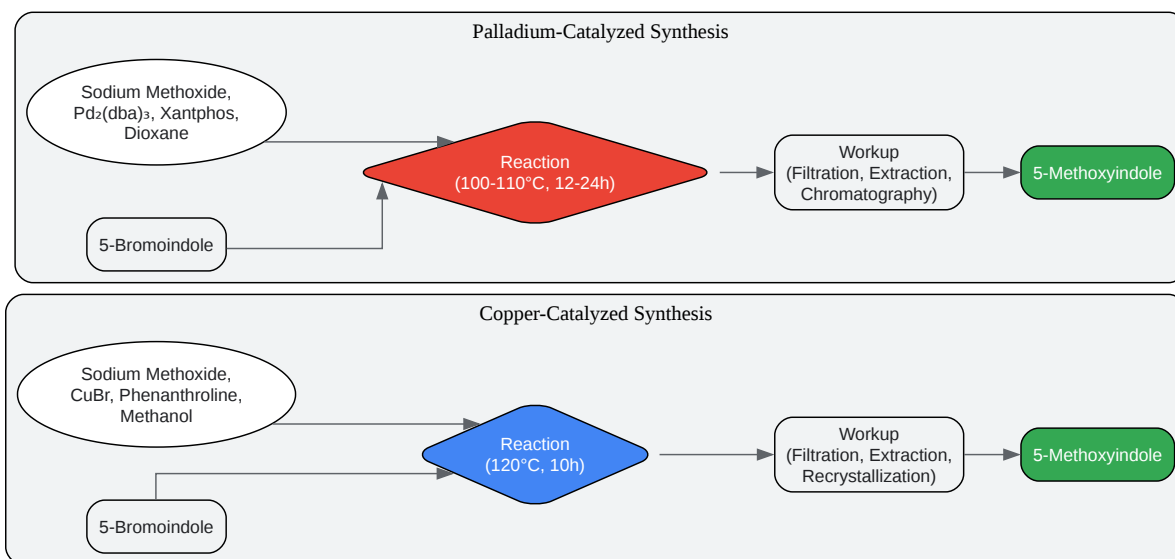 Palladium-Catalyzed Synthesis
Sodium Methoxide,
Pd₂(dba)₃, Xantphos,
Dioxane
Reaction
(100-110°C, 12-24h)
Workup
(Filtration, Extraction,
Chromatography)
5-Methoxyindole
5-Bromoindole
Copper-Catalyzed Synthesis
Sodium Methoxide,
CuBr, Phenanthroline,
Methanol
Reaction
(120°C, 10h)
Workup
(Filtration, Extraction,
Recrystallization)
5-Methoxyindole
5-Bromoindole